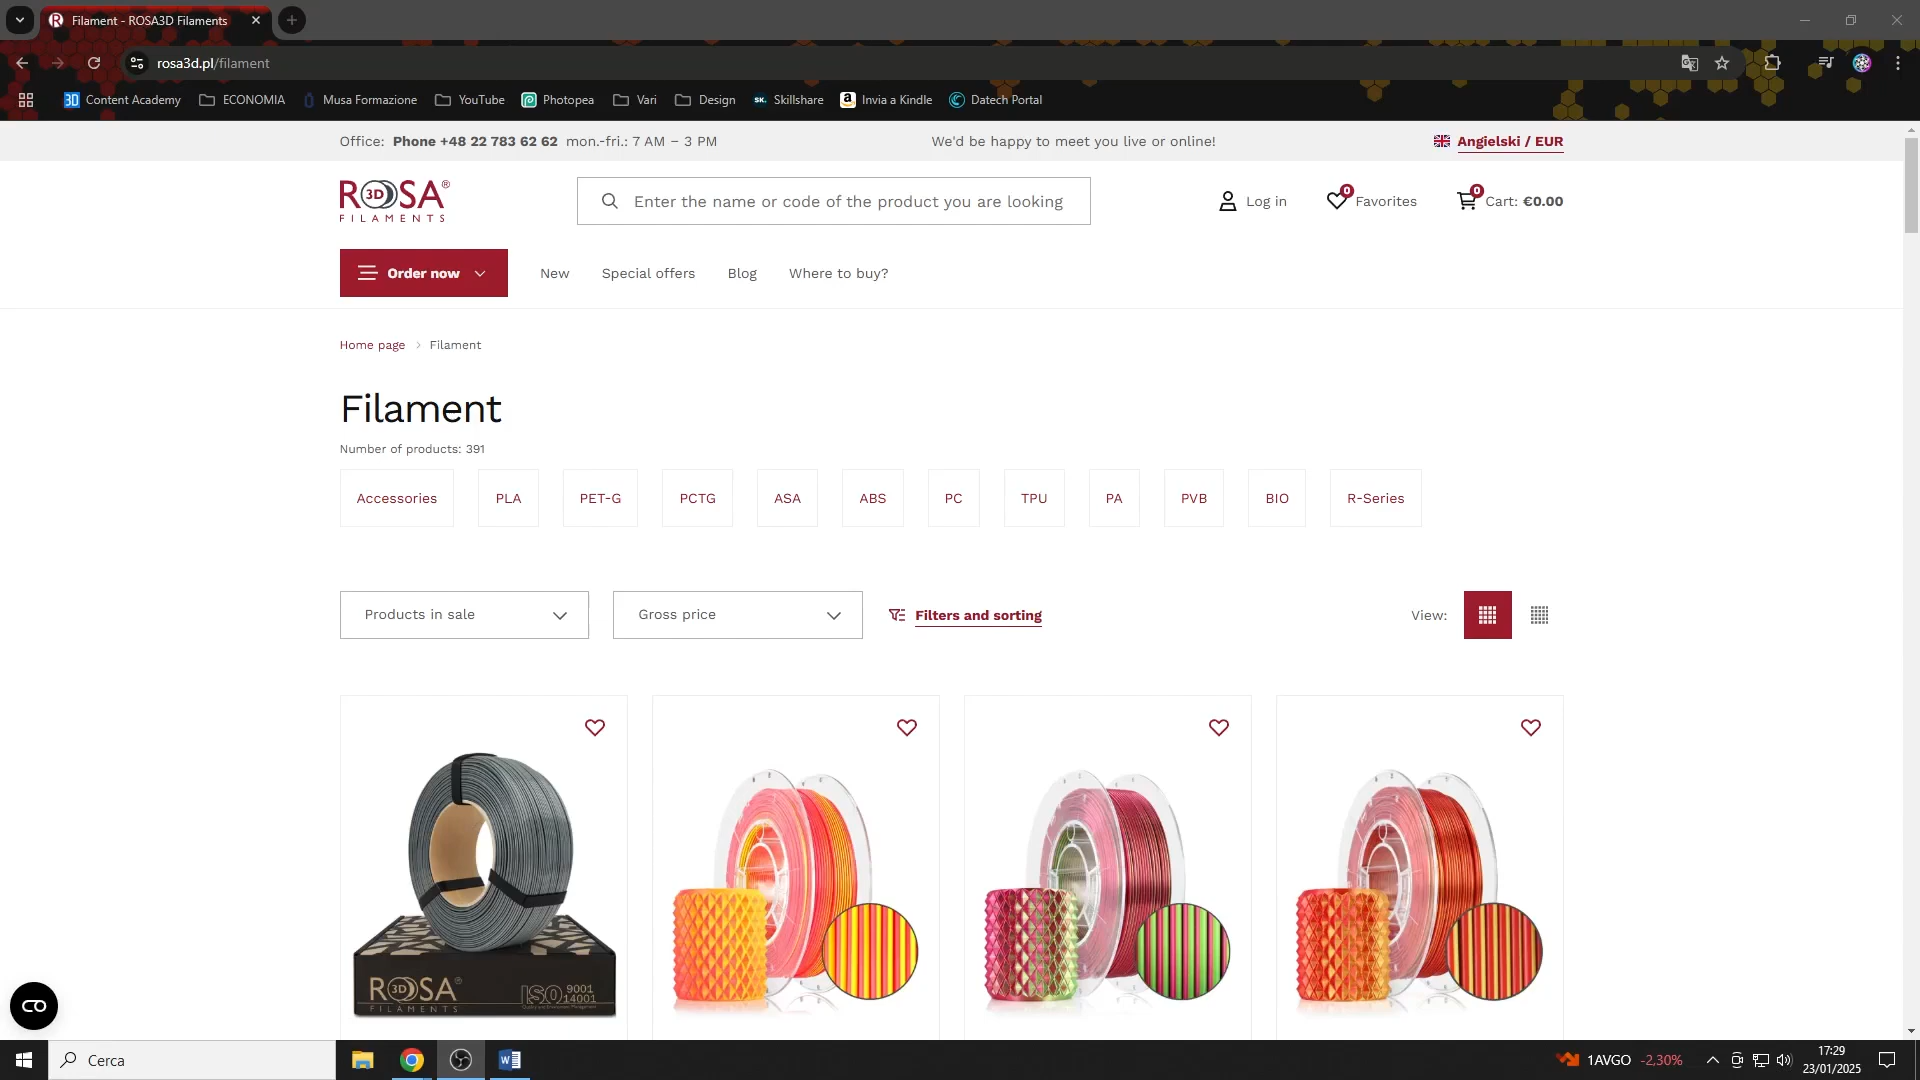 Filament - ROSA3D Filaments
rosa3d.pl/filament
Content Academy
ECONOMIA
Musa Formazione
YouTube
Photopea
Vari
Design
Skillshare
Invia a Kindle
Datech Portal
Office: Phone +48 22 783 62 62 mon.-fri.: 7 AM – 3 PM
We'd be happy to meet you live or online!
Angielski / EUR
ROSA 3D ®
FILAMENTS
Enter the name or code of the product you are looking
Log in
0
Favorites
0
Cart: €0.00
Order now
New
Special offers
Blog
Where to buy?
Home page
Filament
Filament
Number of products: 391
Accessories
PLA
PET-G
PCTG
ASA
ABS
PC
TPU
PA
PVB
BIO
R-Series
Products in sale
Gross price
Filters and sorting
View:
ROSA 3D ®
FILAMENTS
ISO 9001
14001
Cerca
1AVGO -2,30%
17:29
23/01/2025